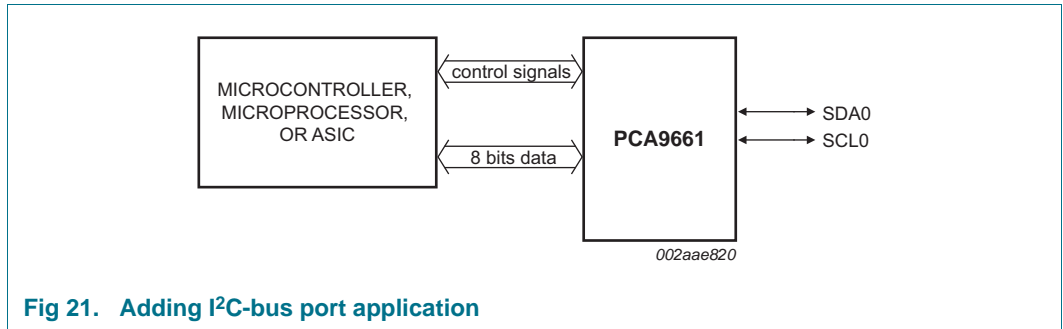 MICROCONTROLLER,
MICROPROCESSOR,
OR ASIC
control signals
8 bits data
PCA9661
SDA0
SCL0
002aae820
Fig 21. Adding I²C-bus port application